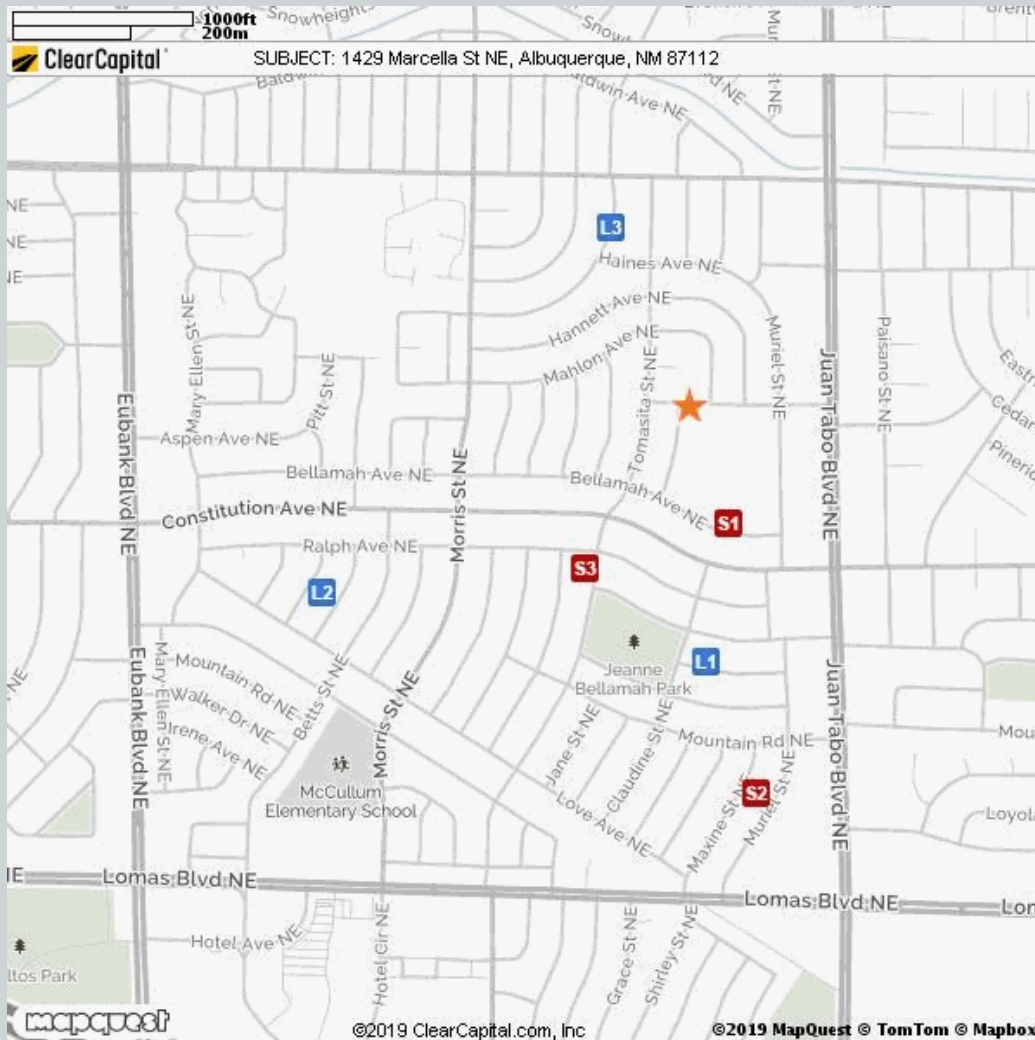 1000ft
200m
Snowheights
ClearCapital
SUBJECT: 1429 Marcella St NE, Albuquerque, NM 87112
NE
NE
NE
L3
Haines Ave NE
Hannett Ave NE
Mahlon Ave NE
Mary Ellen St NE
Pitt St NE
Tomasita St NE
Muriel St NE
Paisano St NE
Juan Tabo Blvd NE
Eubank Blvd NE
Aspen Ave NE
Bellamah Ave NE
Bellamah Ave NE
Morris St NE
Constitution Ave NE
S1
Ralph Ave NE
S3
L2
L1
Jeanne
Bellamah Park
NE
Eubank Blvd NE
Mary Ellen St NE
Mountain Rd NE
Walker Dr NE
Irene Ave NE
Betts St NE
Morris St NE
McCullum
Elementary School
Jane St NE
Claudine St NE
Mountain Rd NE
Juan Tabo Blvd NE
S2
Maxine St NE
Muriel St NE
Love Ave NE
Lomas Blvd NE
Lomas Blvd NE
Hotel Ave NE
Hotel Cir NE
Grace St NE
Shirley St NE
ltos Park
mapquest
©2019 ClearCapital.com, Inc
©2019 MapQuest © TomTom © Mapbox